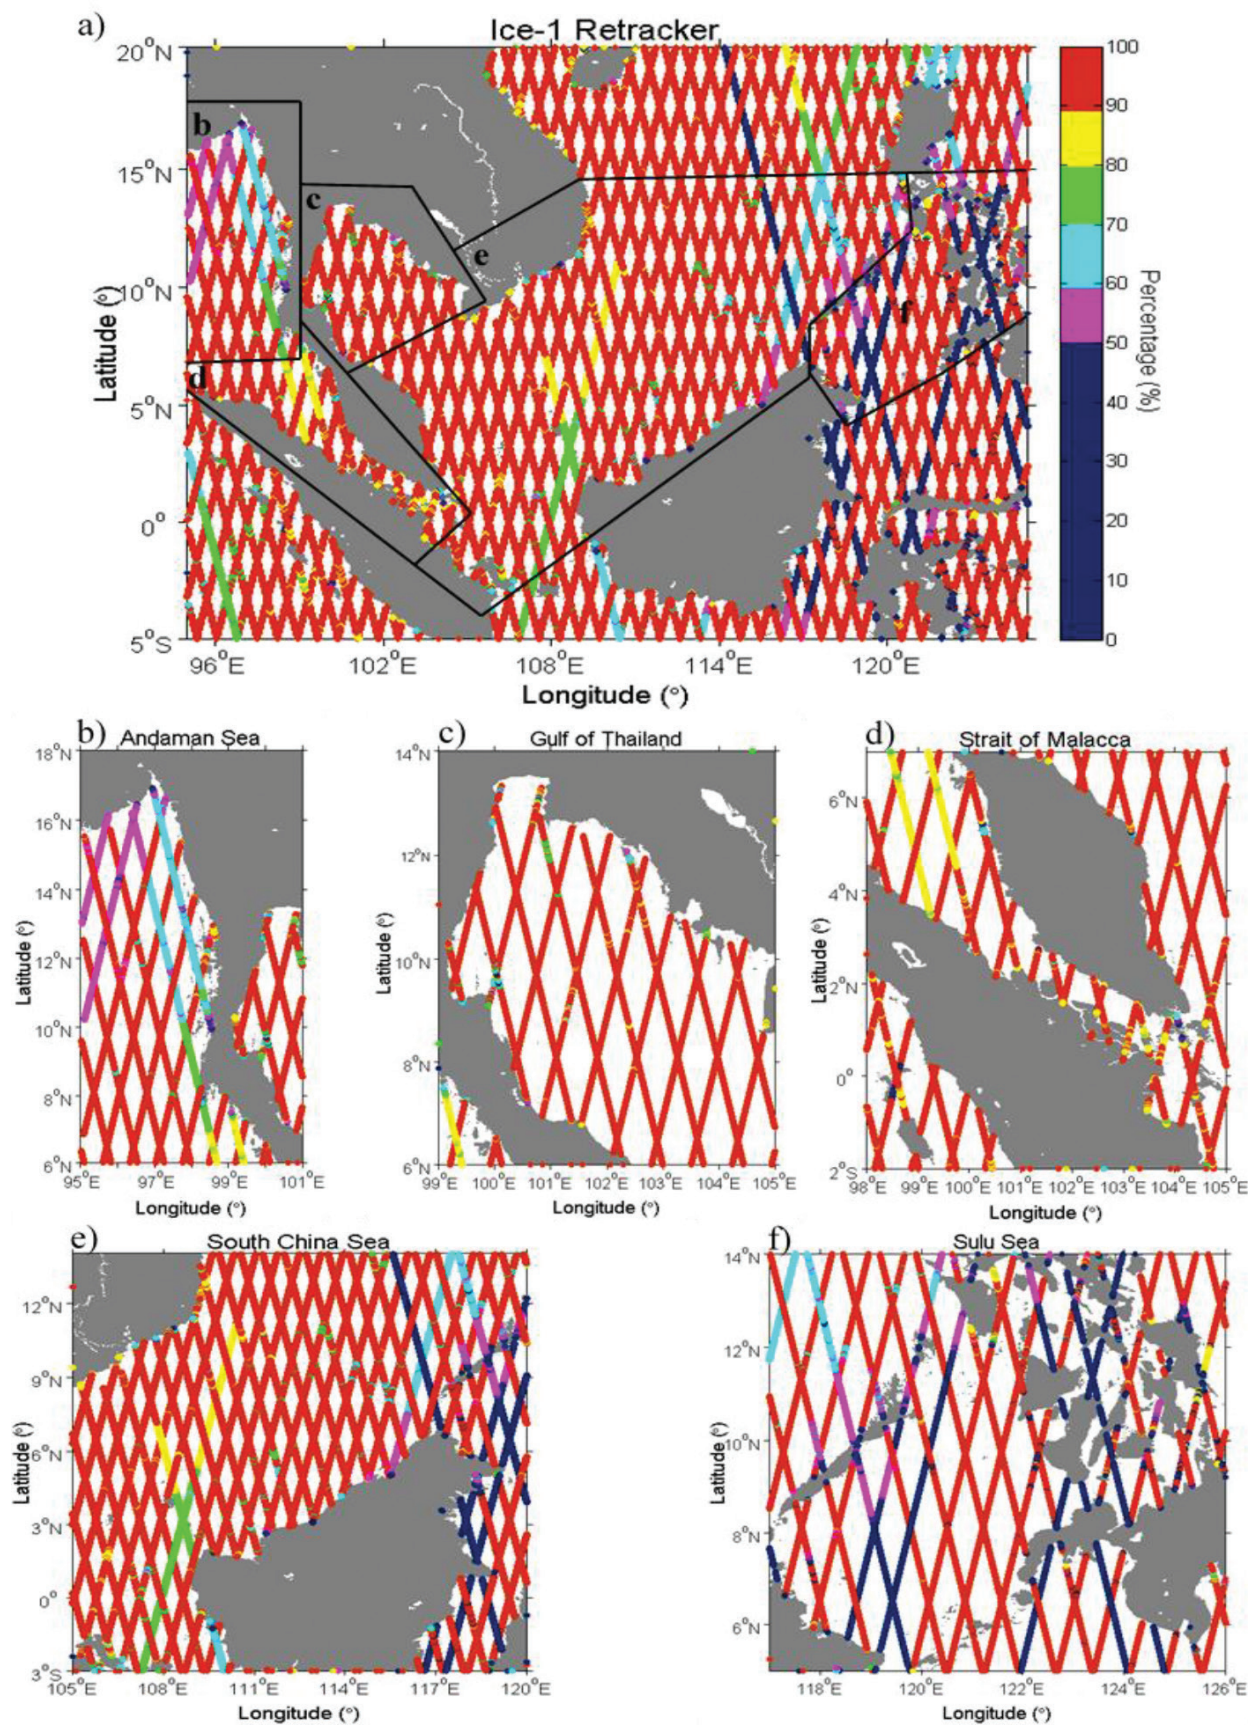 a)
Ice-1 Retracker
20°N
15°N
10°N
5°N
0°
5°S
Latitude (°)
96°E 102°E 108°E 114°E 120°E
Longitude (°)
b
c
d
e
f
100
90
80
70
60
50
40
30
20
10
0
Percentage (%)
b)
Andaman Sea
18°N
16°N
14°N
12°N
10°N
8°N
6°N
Latitude (°)
95°E 97°E 99°E 101°E
Longitude (°)
c)
Gulf of Thailand
14°N
12°N
10°N
8°N
6°N
Latitude (°)
99°E 100°E 101°E 102°E 103°E 104°E 105°E
Longitude (°)
d)
Strait of Malacca
6°N
4°N
2°N
0°
2°S
Latitude (°)
98°E 99°E 100°E 101°E 102°E 103°E 104°E 105°E
Longitude (°)
e)
South China Sea
12°N
9°N
6°N
3°N
0°
3°S
Latitude (°)
105°E 108°E 111°E 114°E 117°E 120°E
Longitude (°)
f)
Sulu Sea
14°N
12°N
10°N
8°N
6°N
Latitude (°)
118°E 120°E 122°E 124°E 126°E
Longitude (°)